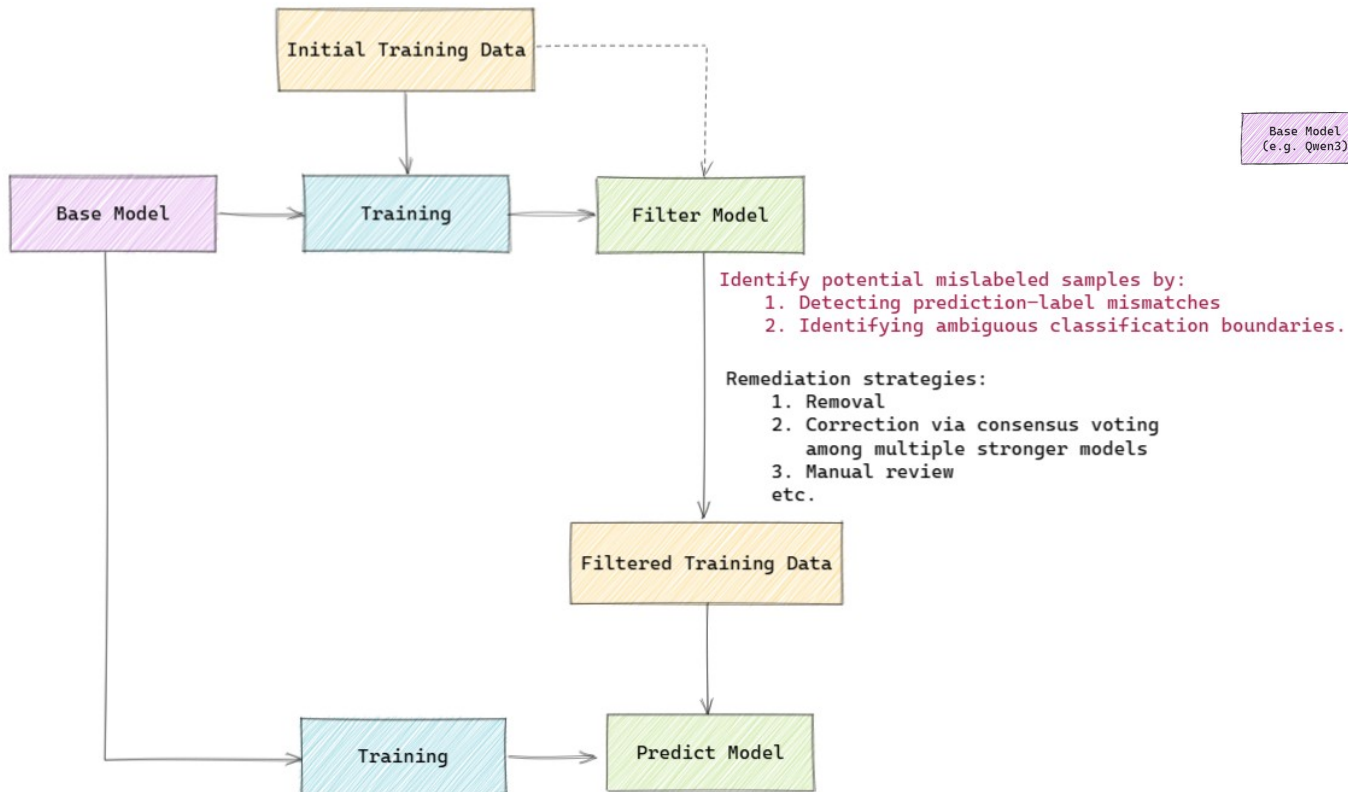 Initial Training Data
Base Model
(e.g. Qwen3)
Base Model
Training
Filter Model
Identify potential mislabeled samples by:
1. Detecting prediction-label mismatches
2. Identifying ambiguous classification boundaries.
Remediation strategies:
1. Removal
2. Correction via consensus voting
among multiple stronger models
3. Manual review
etc.
Filtered Training Data
Training
Predict Model